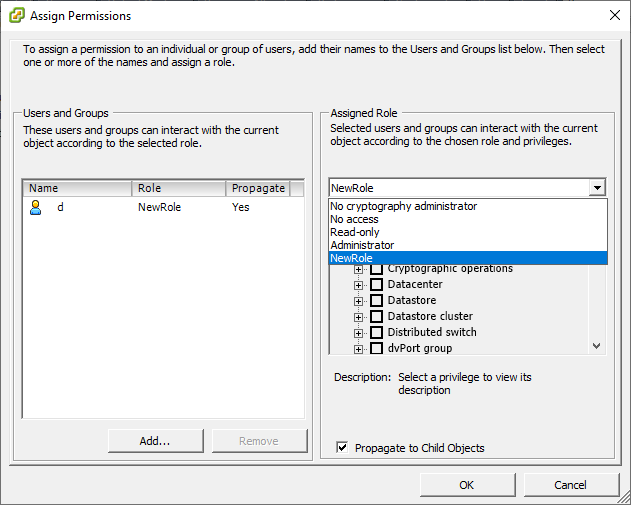 Assign Permissions
To assign a permission to an individual or group of users, add their names to the Users and Groups list below. Then select
one or more of the names and assign a role.
Users and Groups
These users and groups can interact with the current
object according to the selected role.
Name Role Propagate
d NewRole Yes
Add...
Remove
Assigned Role
Selected users and groups can interact with the current
object according to the chosen role and privileges.
NewRole
No cryptography administrator
No access
Read-only
Administrator
NewRole
Cryptographic operations
Datacenter
Datastore
Datastore cluster
Distributed switch
dvPort group
Description: Select a privilege to view its
description
Propagate to Child Objects
OK
Cancel